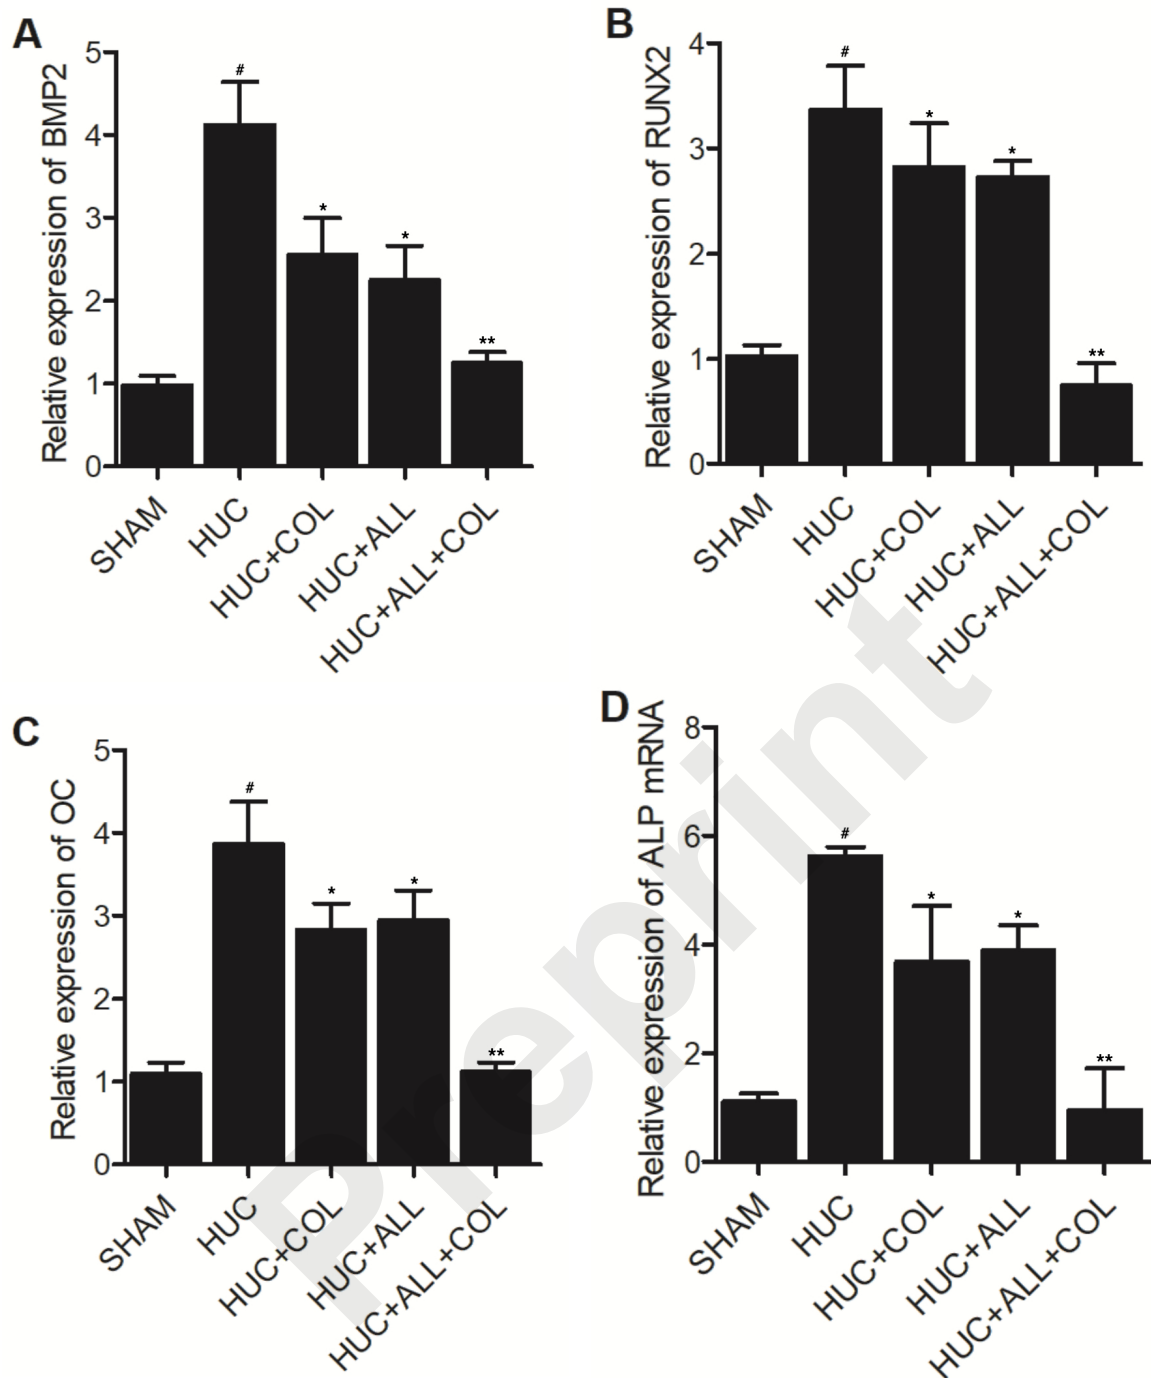 A
Relative expression of BMP2
5
4
3
2
1
0
#
*
*
**
SHAM
HUC
HUC+COL
HUC+ALL
HUC+ALL+COL
B
Relative expression of RUNX2
4
3
2
1
0
#
*
*
**
SHAM
HUC
HUC+COL
HUC+ALL
HUC+ALL+COL
C
Relative expression of OC
5
4
3
2
1
0
#
*
*
**
SHAM
HUC
HUC+COL
HUC+ALL
HUC+ALL+COL
D
Relative expression of ALP mRNA
8
6
4
2
0
#
*
*
**
SHAM
HUC
HUC+COL
HUC+ALL
HUC+ALL+COL
Preprint